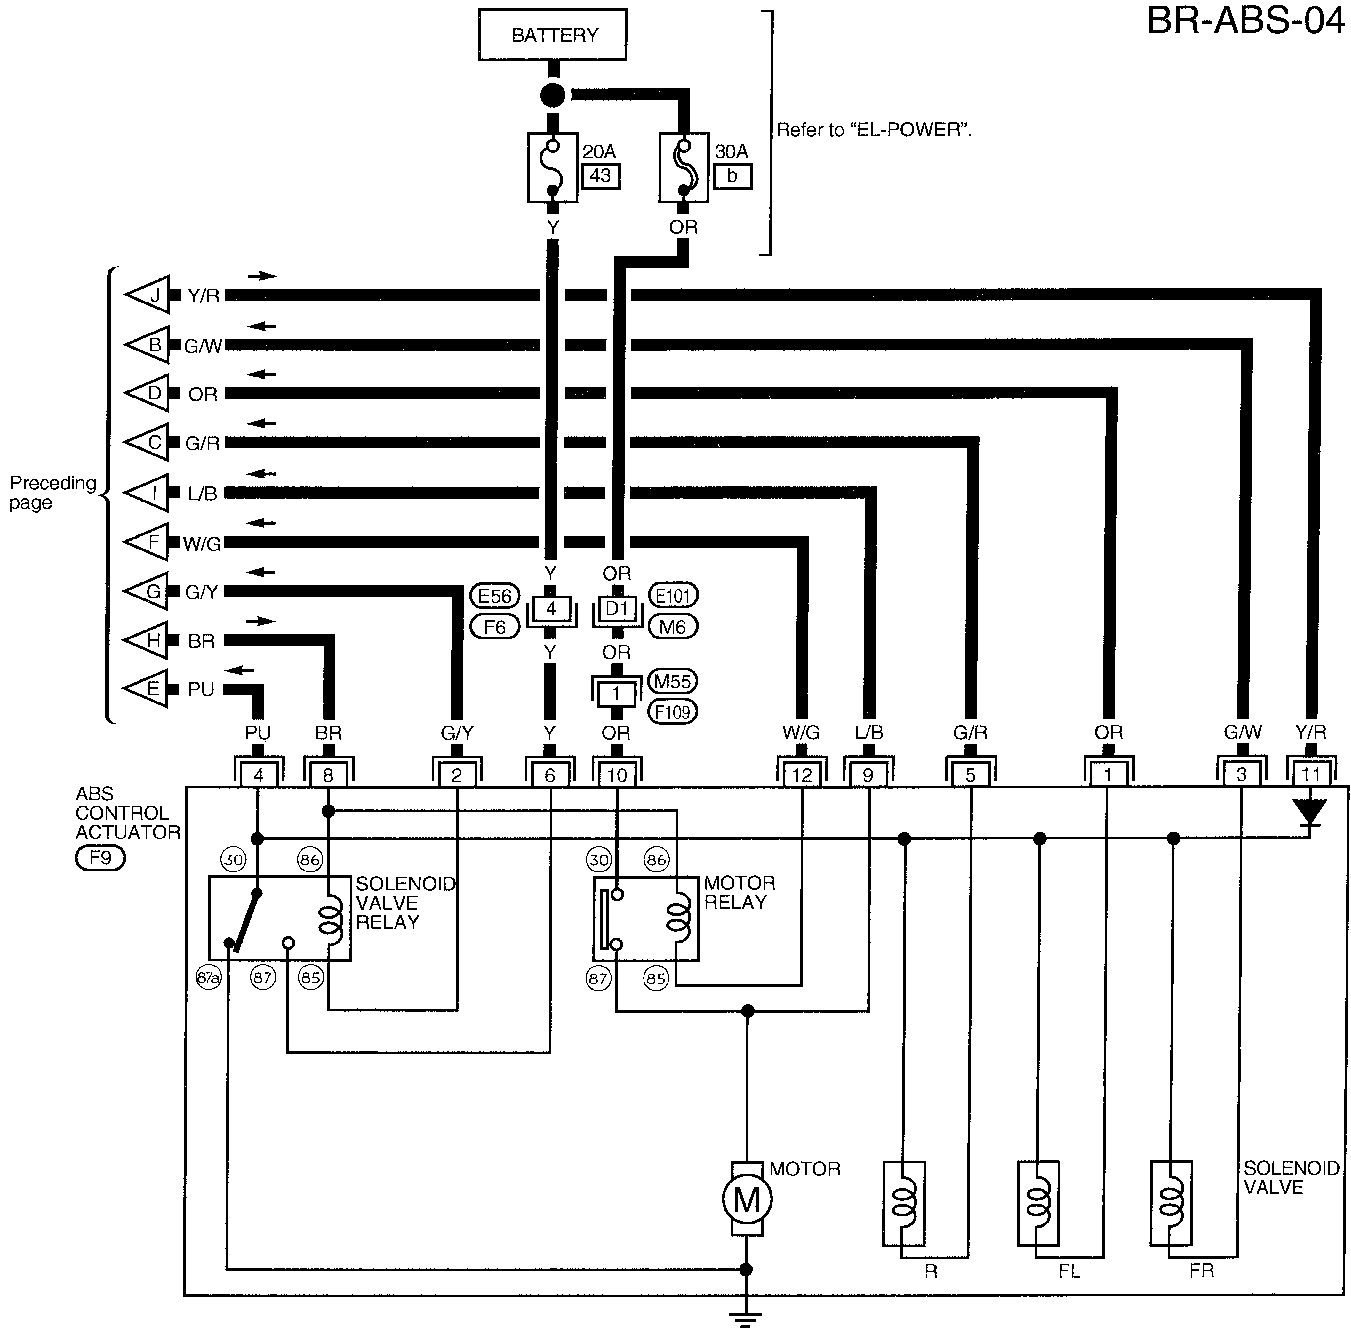 BR-ABS-04
BATTERY
Refer to “EL-POWER”.
20A
43
30A
b
Y
OR
J
Y/R
B
G/W
D
OR
C
G/R
Preceding
page
I
L/B
F
W/G
G
G/Y
H
BR
E
PU
Y
OR
E56
4
F6
D1
E101
M6
Y
OR
1
M55
F109
PU
BR
G/Y
Y
OR
W/G
L/B
G/R
OR
G/W
Y/R
4
8
2
6
10
12
9
5
1
3
11
ABS
CONTROL
ACTUATOR
F9
30
86
SOLENOID
VALVE
RELAY
30
86
MOTOR
RELAY
87a
87
85
87
85
MOTOR
M
SOLENOID
VALVE
R
FL
FR